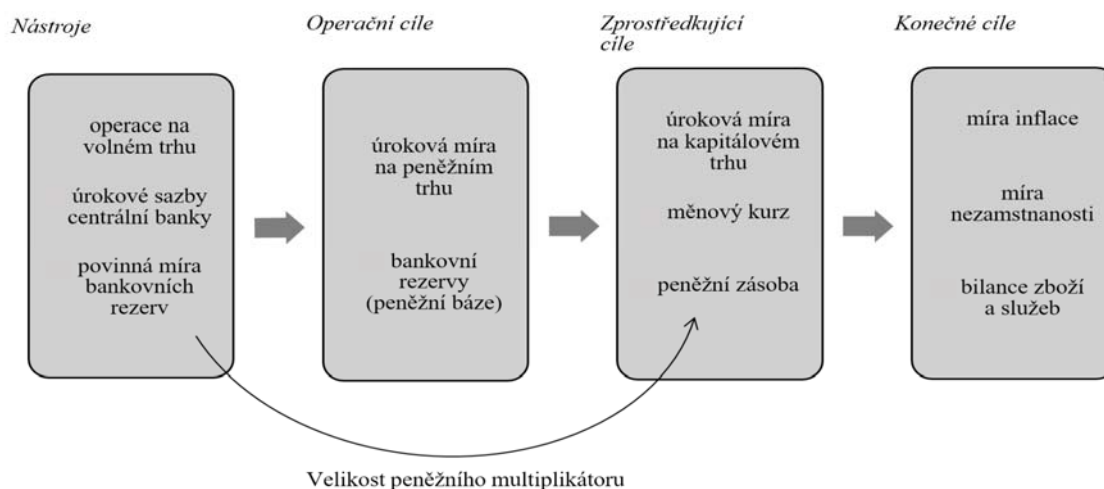 Nástroje
Operační cíle
Zprostředkující
cíle
Konečné cíle
operace na
volném trhu
úrokové sazby
centrální banky
povinná míra
bankovních
rezerv
úroková míra
na peněžním
trhu
bankovní
rezervy
(peněžní báze)
úroková míra
na kapitálovém
trhu
měnový kurz
peněžní zásoba
míra inflace
míra
nezamstnanosti
bilance zboží
a služeb
Velikost peněžního multiplikátoru